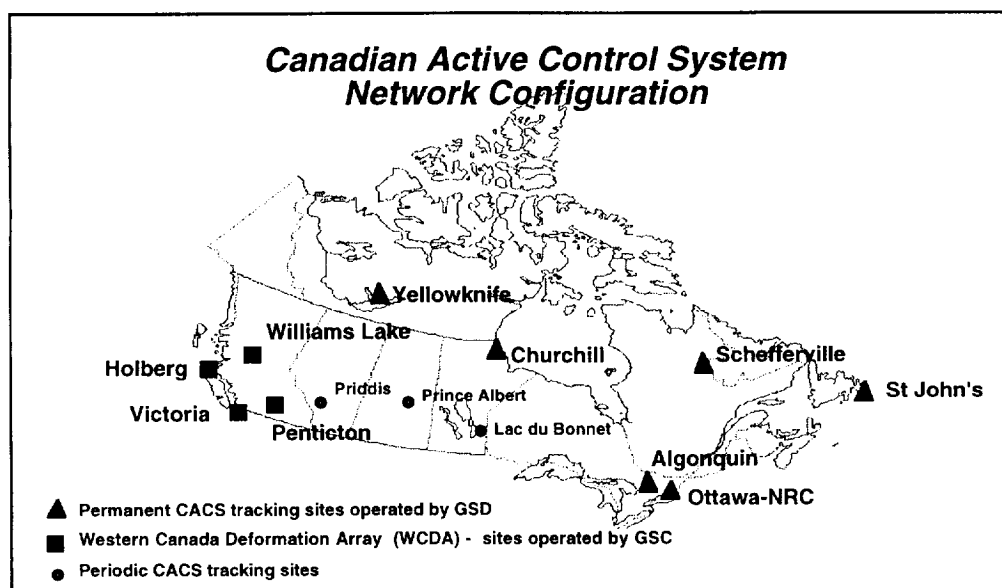 Canadian Active Control System
Network Configuration
Yellowknife
Williams Lake
Churchill
Schefferville
Holberg
Priddis
Prince Albert
St John's
Victoria
Penticton
Lac du Bonnet
Algonquin
Ottawa-NRC
Permanent CACS tracking sites operated by GSD
Western Canada Deformation Array (WCDA) - sites operated by GSC
Periodic CACS tracking sites